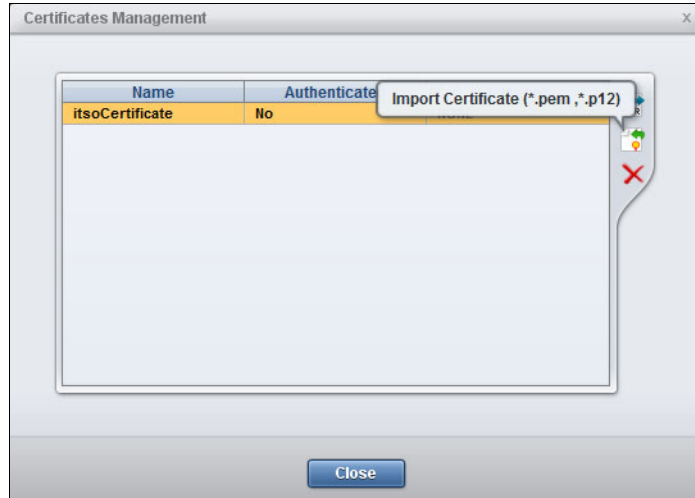 Certificates Management x
Name Authenticate
Import Certificate (*.pem ,*.p12)
itsoCertificate No
Close